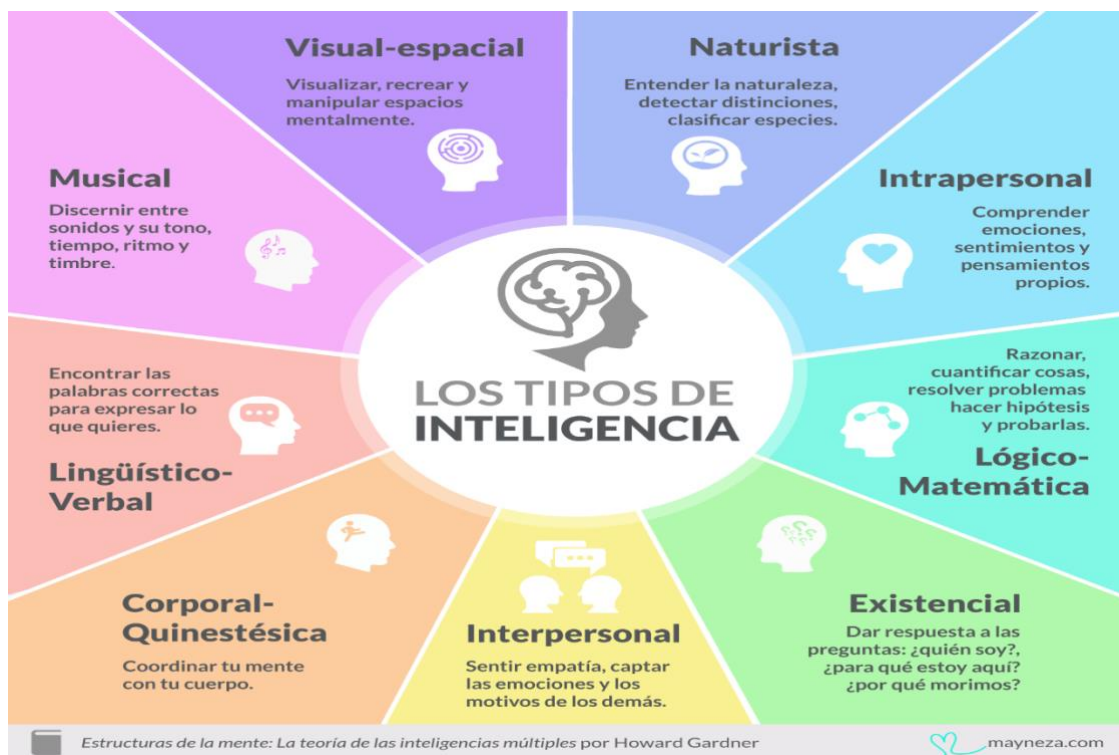 Visual-espacial
Visualizar, recrear y
manipular espacios
mentalmente.
Naturista
Entender la naturaleza,
detectar distinciones,
clasificar especies.
Musical
Discernir entre
sonidos y su tono,
tiempo, ritmo y
timbre.
Intrapersonal
Comprender
emociones,
sentimientos y
pensamientos
propios.
LOS TIPOS DE
INTELIGENCIA
Encontrar las
palabras correctas
para expresar lo
que quieres.
Lingüístico-
Verbal
Razonar,
cuantificar cosas,
resolver problemas
hacer hipótesis
y probarlas.
Lógico-
Matemática
Corporal-
Quinestésica
Coordinar tu mente
con tu cuerpo.
Interpersonal
Sentir empatía, captar
las emociones y los
motivos de los demás.
Existencial
Dar respuesta a las
preguntas: ¿quién soy?,
¿para qué estoy aquí?
¿por qué morimos?
Estructuras de la mente: La teoría de las inteligencias múltiples por Howard Gardner
mayneza.com